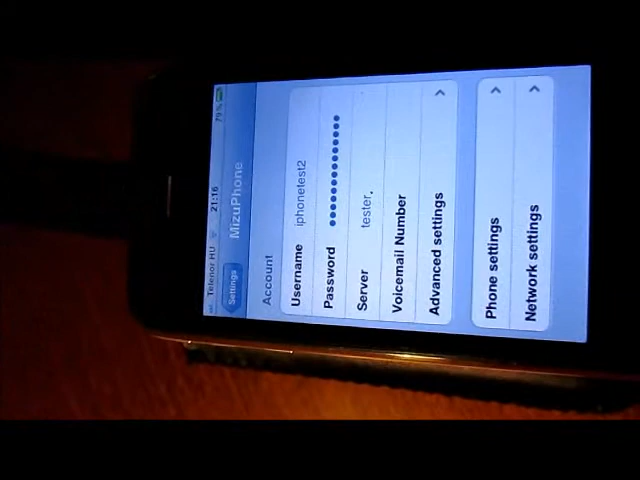 Telenor HU 21:16 79%
Settings MizuPhone
Account
Username iphonetest2
Password ••••••••••••••••
Server tester.
Voicemail Number
Advanced settings >
Phone settings >
Network settings >